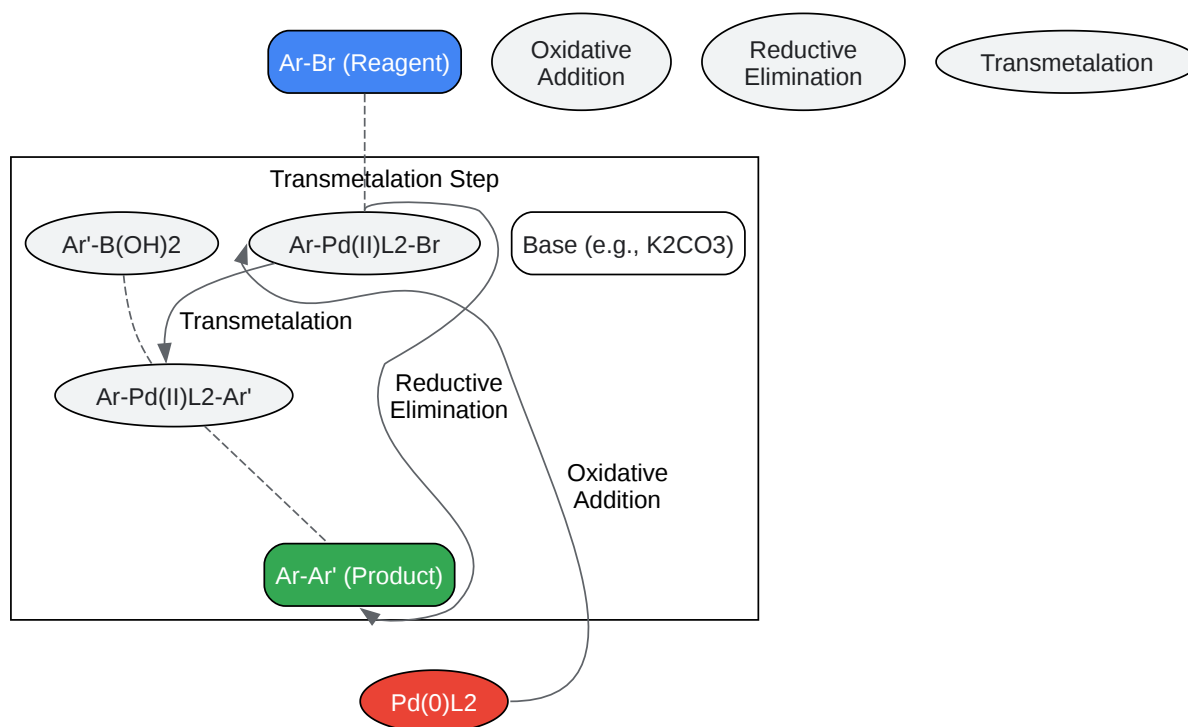 Ar-Br (Reagent)
Oxidative
Addition
Reductive
Elimination
Transmetalation
Transmetalation Step
Ar'-B(OH)2
Ar-Pd(II)L2-Br
Base (e.g., K2CO3)
Transmetalation
Ar-Pd(II)L2-Ar'
Reductive
Elimination
Oxidative
Addition
Ar-Ar' (Product)
Pd(0)L2